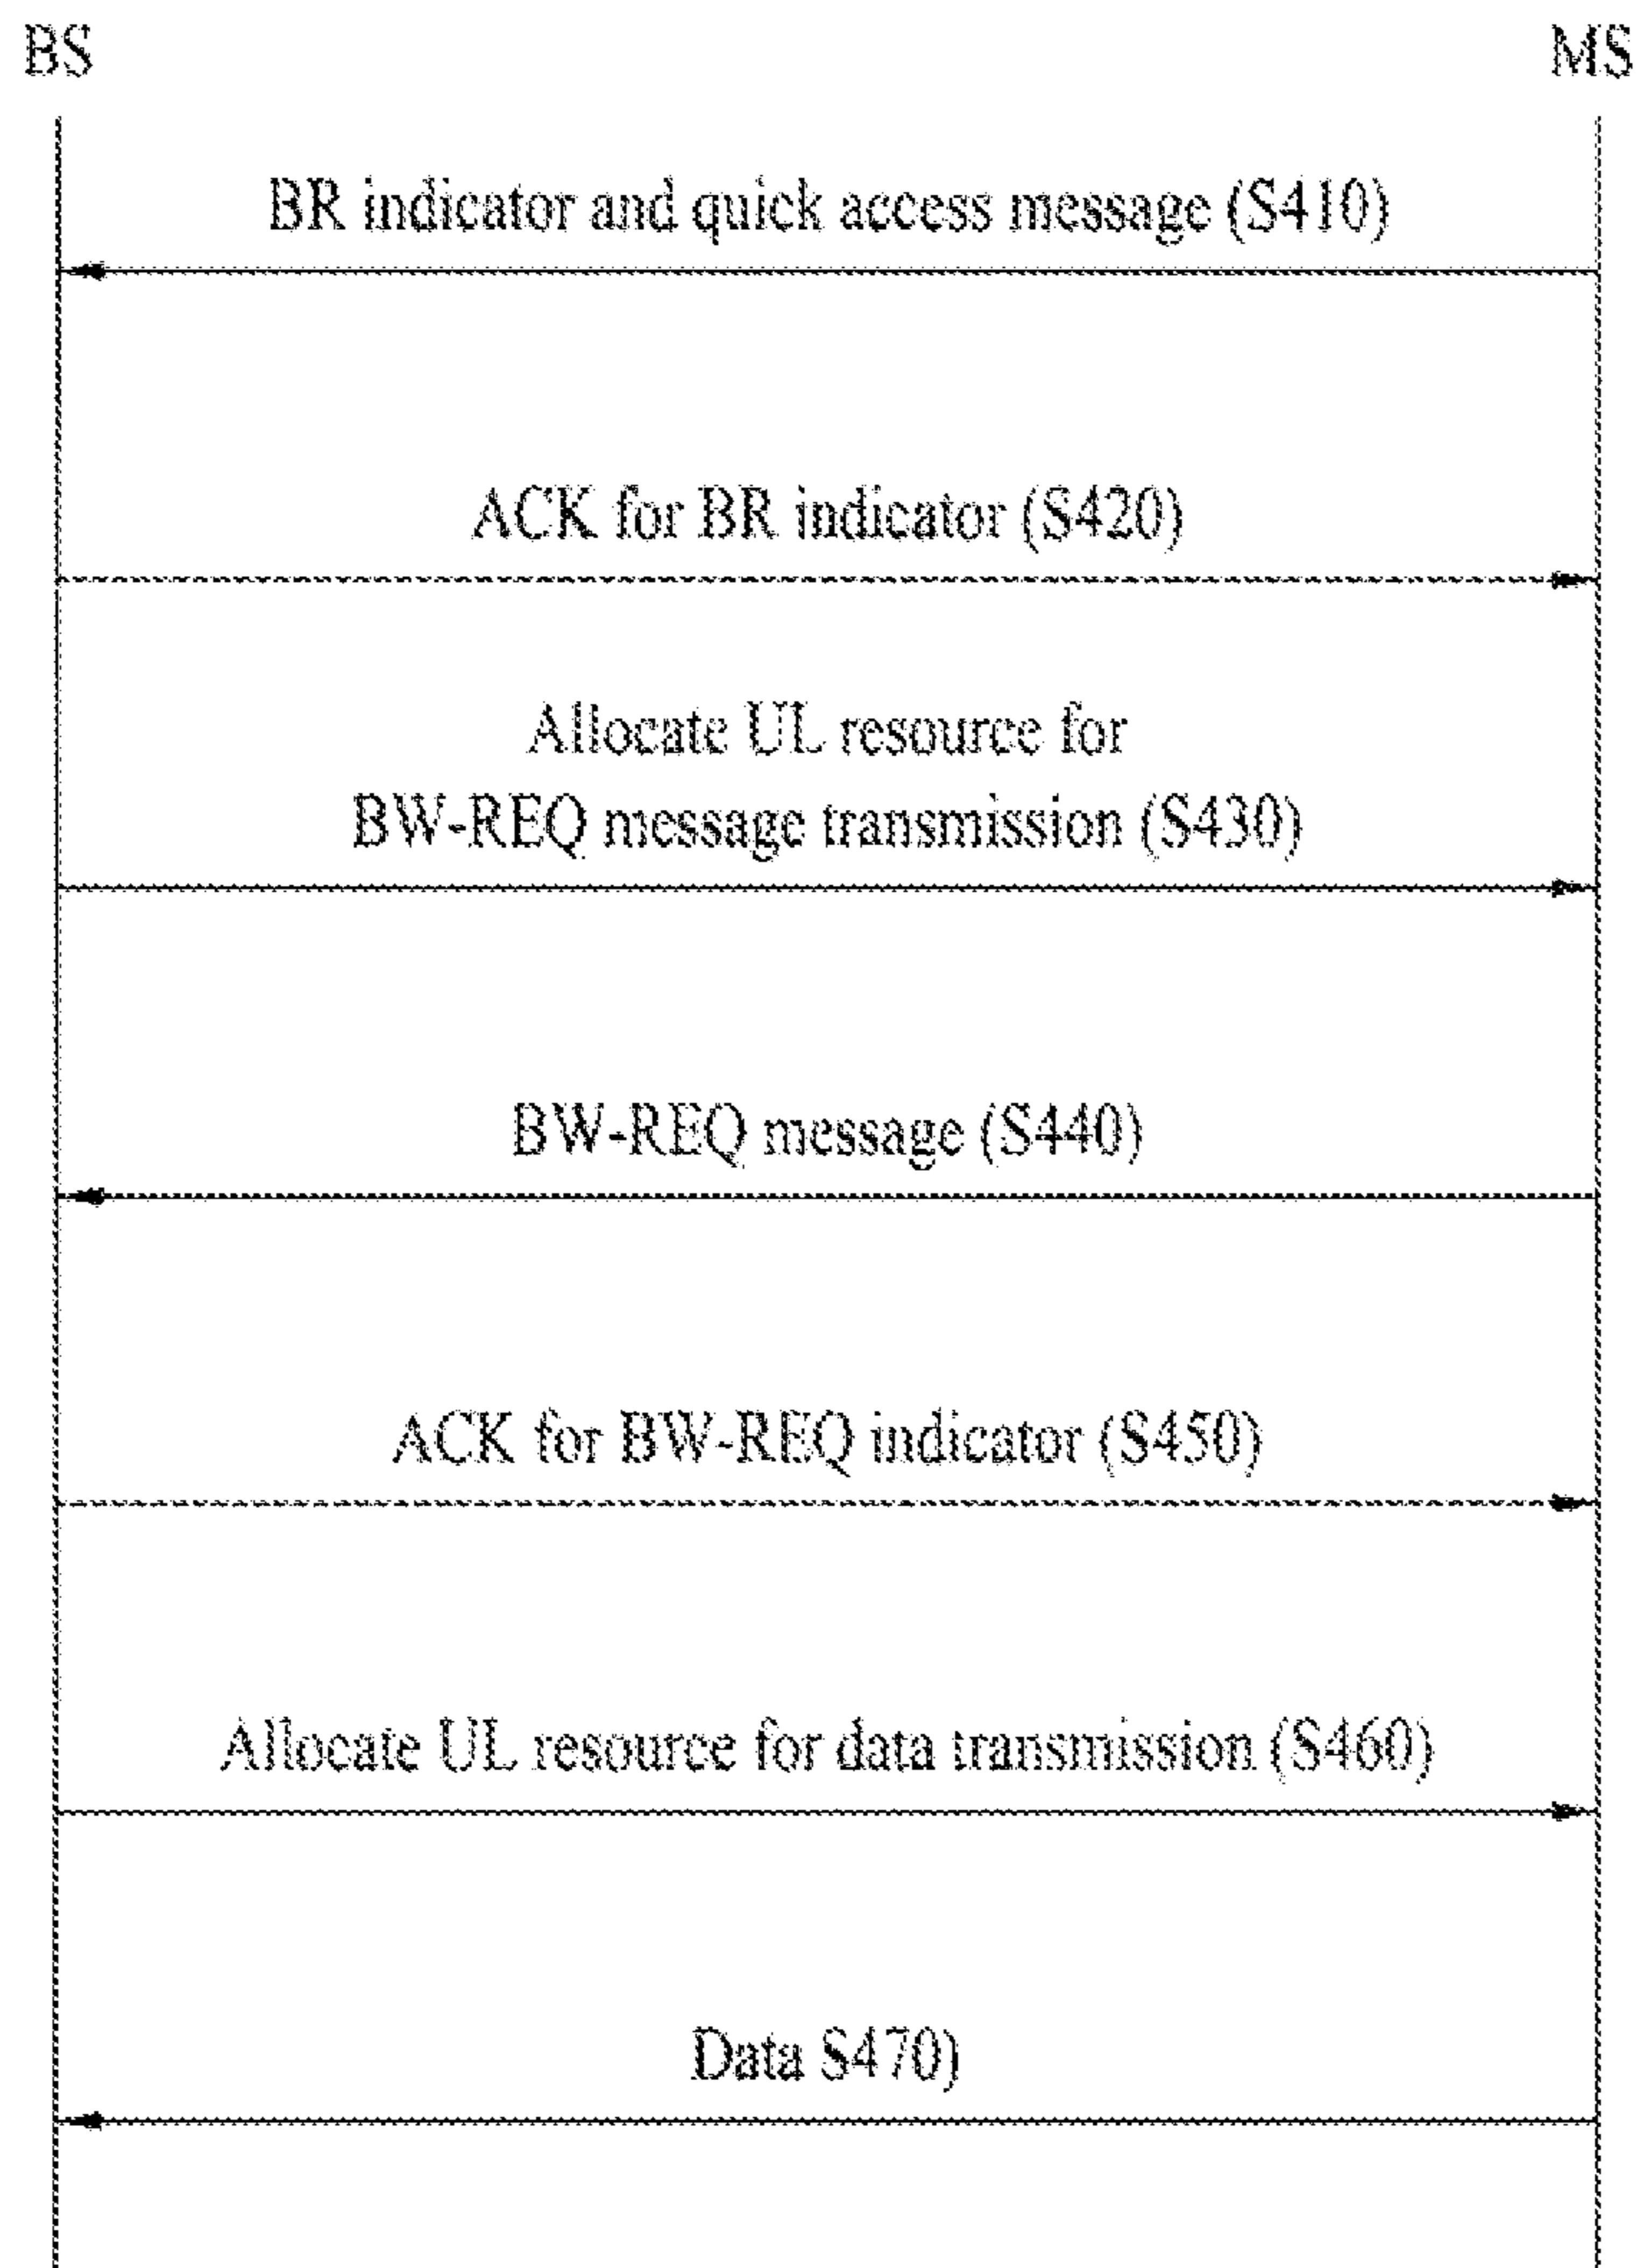 BS
MS
BR indicator and quick access message (S410)
ACK for BR indicator (S420)
Allocate UL resource for
BW-REQ message transmission (S430)
BW-REQ message (S440)
ACK for BW-REQ indicator (S450)
Allocate UL resource for data transmission (S460)
Data S470)